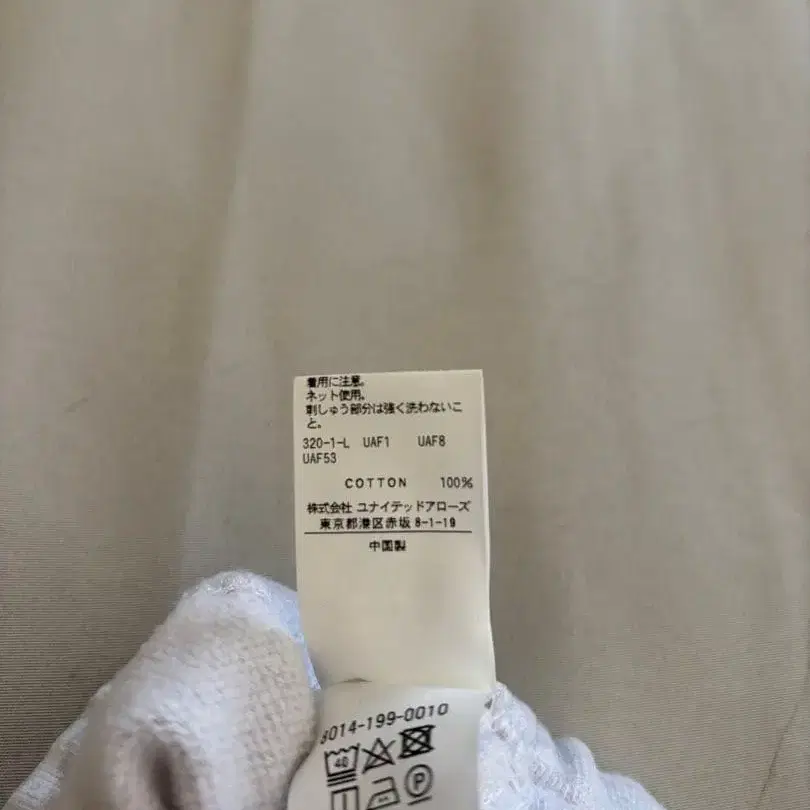 着用に注意。
ネット使用。
刺しゅう部分は強く洗わないこ
と。
320-1-L UAF1 UAF8
UAF53
COTTON 100%
株式会社 ユナイテッドアローズ
東京都港区赤坂 8-1-19
中国製
3014-199-0010
40
P